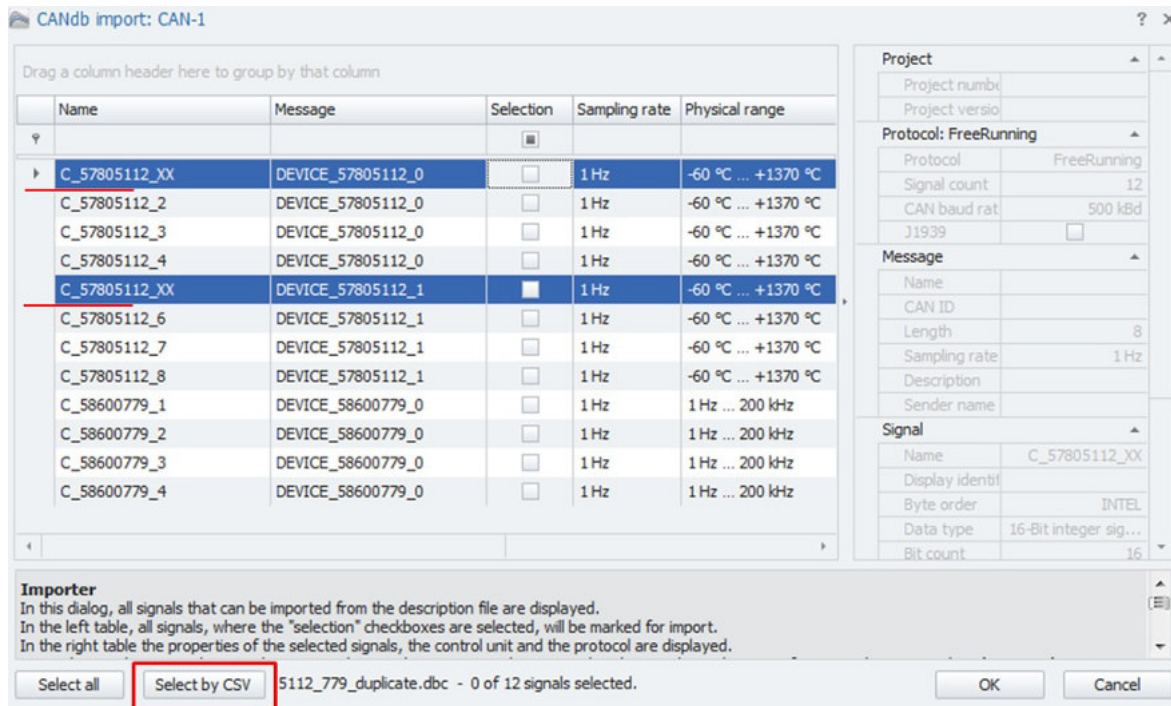 CANdb import: CAN-1 ?
Drag a column header here to group by that column
Name Message Selection Sampling rate Physical range
C_57805112_XX DEVICE_57805112_0 1 Hz -60 °C ... +1370 °C
C_57805112_2 DEVICE_57805112_0 1 Hz -60 °C ... +1370 °C
C_57805112_3 DEVICE_57805112_0 1 Hz -60 °C ... +1370 °C
C_57805112_4 DEVICE_57805112_0 1 Hz -60 °C ... +1370 °C
C_57805112_XX DEVICE_57805112_1 1 Hz -60 °C ... +1370 °C
C_57805112_6 DEVICE_57805112_1 1 Hz -60 °C ... +1370 °C
C_57805112_7 DEVICE_57805112_1 1 Hz -60 °C ... +1370 °C
C_57805112_8 DEVICE_57805112_1 1 Hz -60 °C ... +1370 °C
C_58600779_1 DEVICE_58600779_0 1 Hz 1 Hz ... 200 kHz
C_58600779_2 DEVICE_58600779_0 1 Hz 1 Hz ... 200 kHz
C_58600779_3 DEVICE_58600779_0 1 Hz 1 Hz ... 200 kHz
C_58600779_4 DEVICE_58600779_0 1 Hz 1 Hz ... 200 kHz
Project
Project numbe
Project versio
Protocol: FreeRunning
Protocol FreeRunning
Signal count 12
CAN baud rat 500 kBd
J1939
Message
Name
CAN ID
Length 8
Sampling rate 1 Hz
Description
Sender name
Signal
Name C_57805112_XX
Display identif
Byte order INTEL
Data type 16-Bit integer sig...
Bit count 16
Importer
In this dialog, all signals that can be imported from the description file are displayed.
In the left table, all signals, where the "selection" checkboxes are selected, will be marked for import.
In the right table the properties of the selected signals, the control unit and the protocol are displayed.
Select all Select by CSV 5112_779_duplicate.dbc - 0 of 12 signals selected. OK Cancel